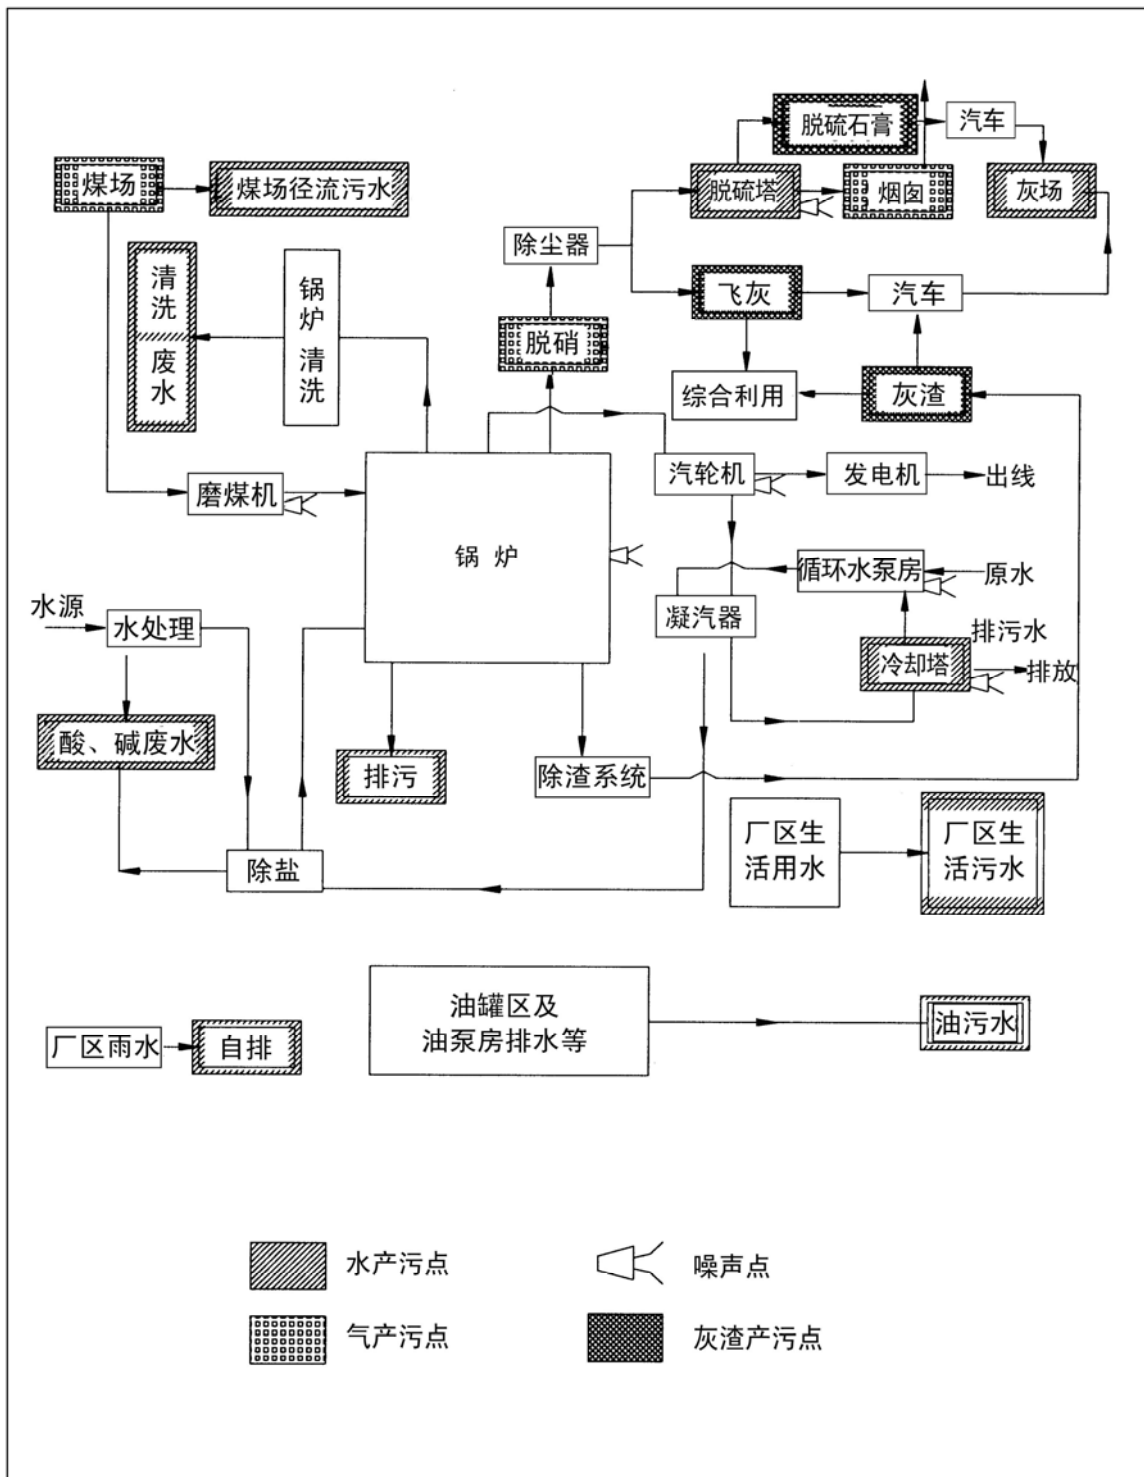 脱硫石膏
汽车
煤场
煤场径流污水
脱硫塔
烟囱
灰场
除尘器
清洗
废水
锅炉
清洗
飞灰
汽车
脱硝
综合利用
灰渣
磨煤机
汽轮机
发电机
出线
锅炉
循环水泵房
原水
水源
水处理
凝汽器
排污水
冷却塔
排放
酸、碱废水
排污
除渣系统
厂区生
活用水
厂区生
活污水
除盐
油罐区及
油泵房排水等
油污水
厂区雨水
自排
水产污点
噪声点
气产污点
灰渣产污点